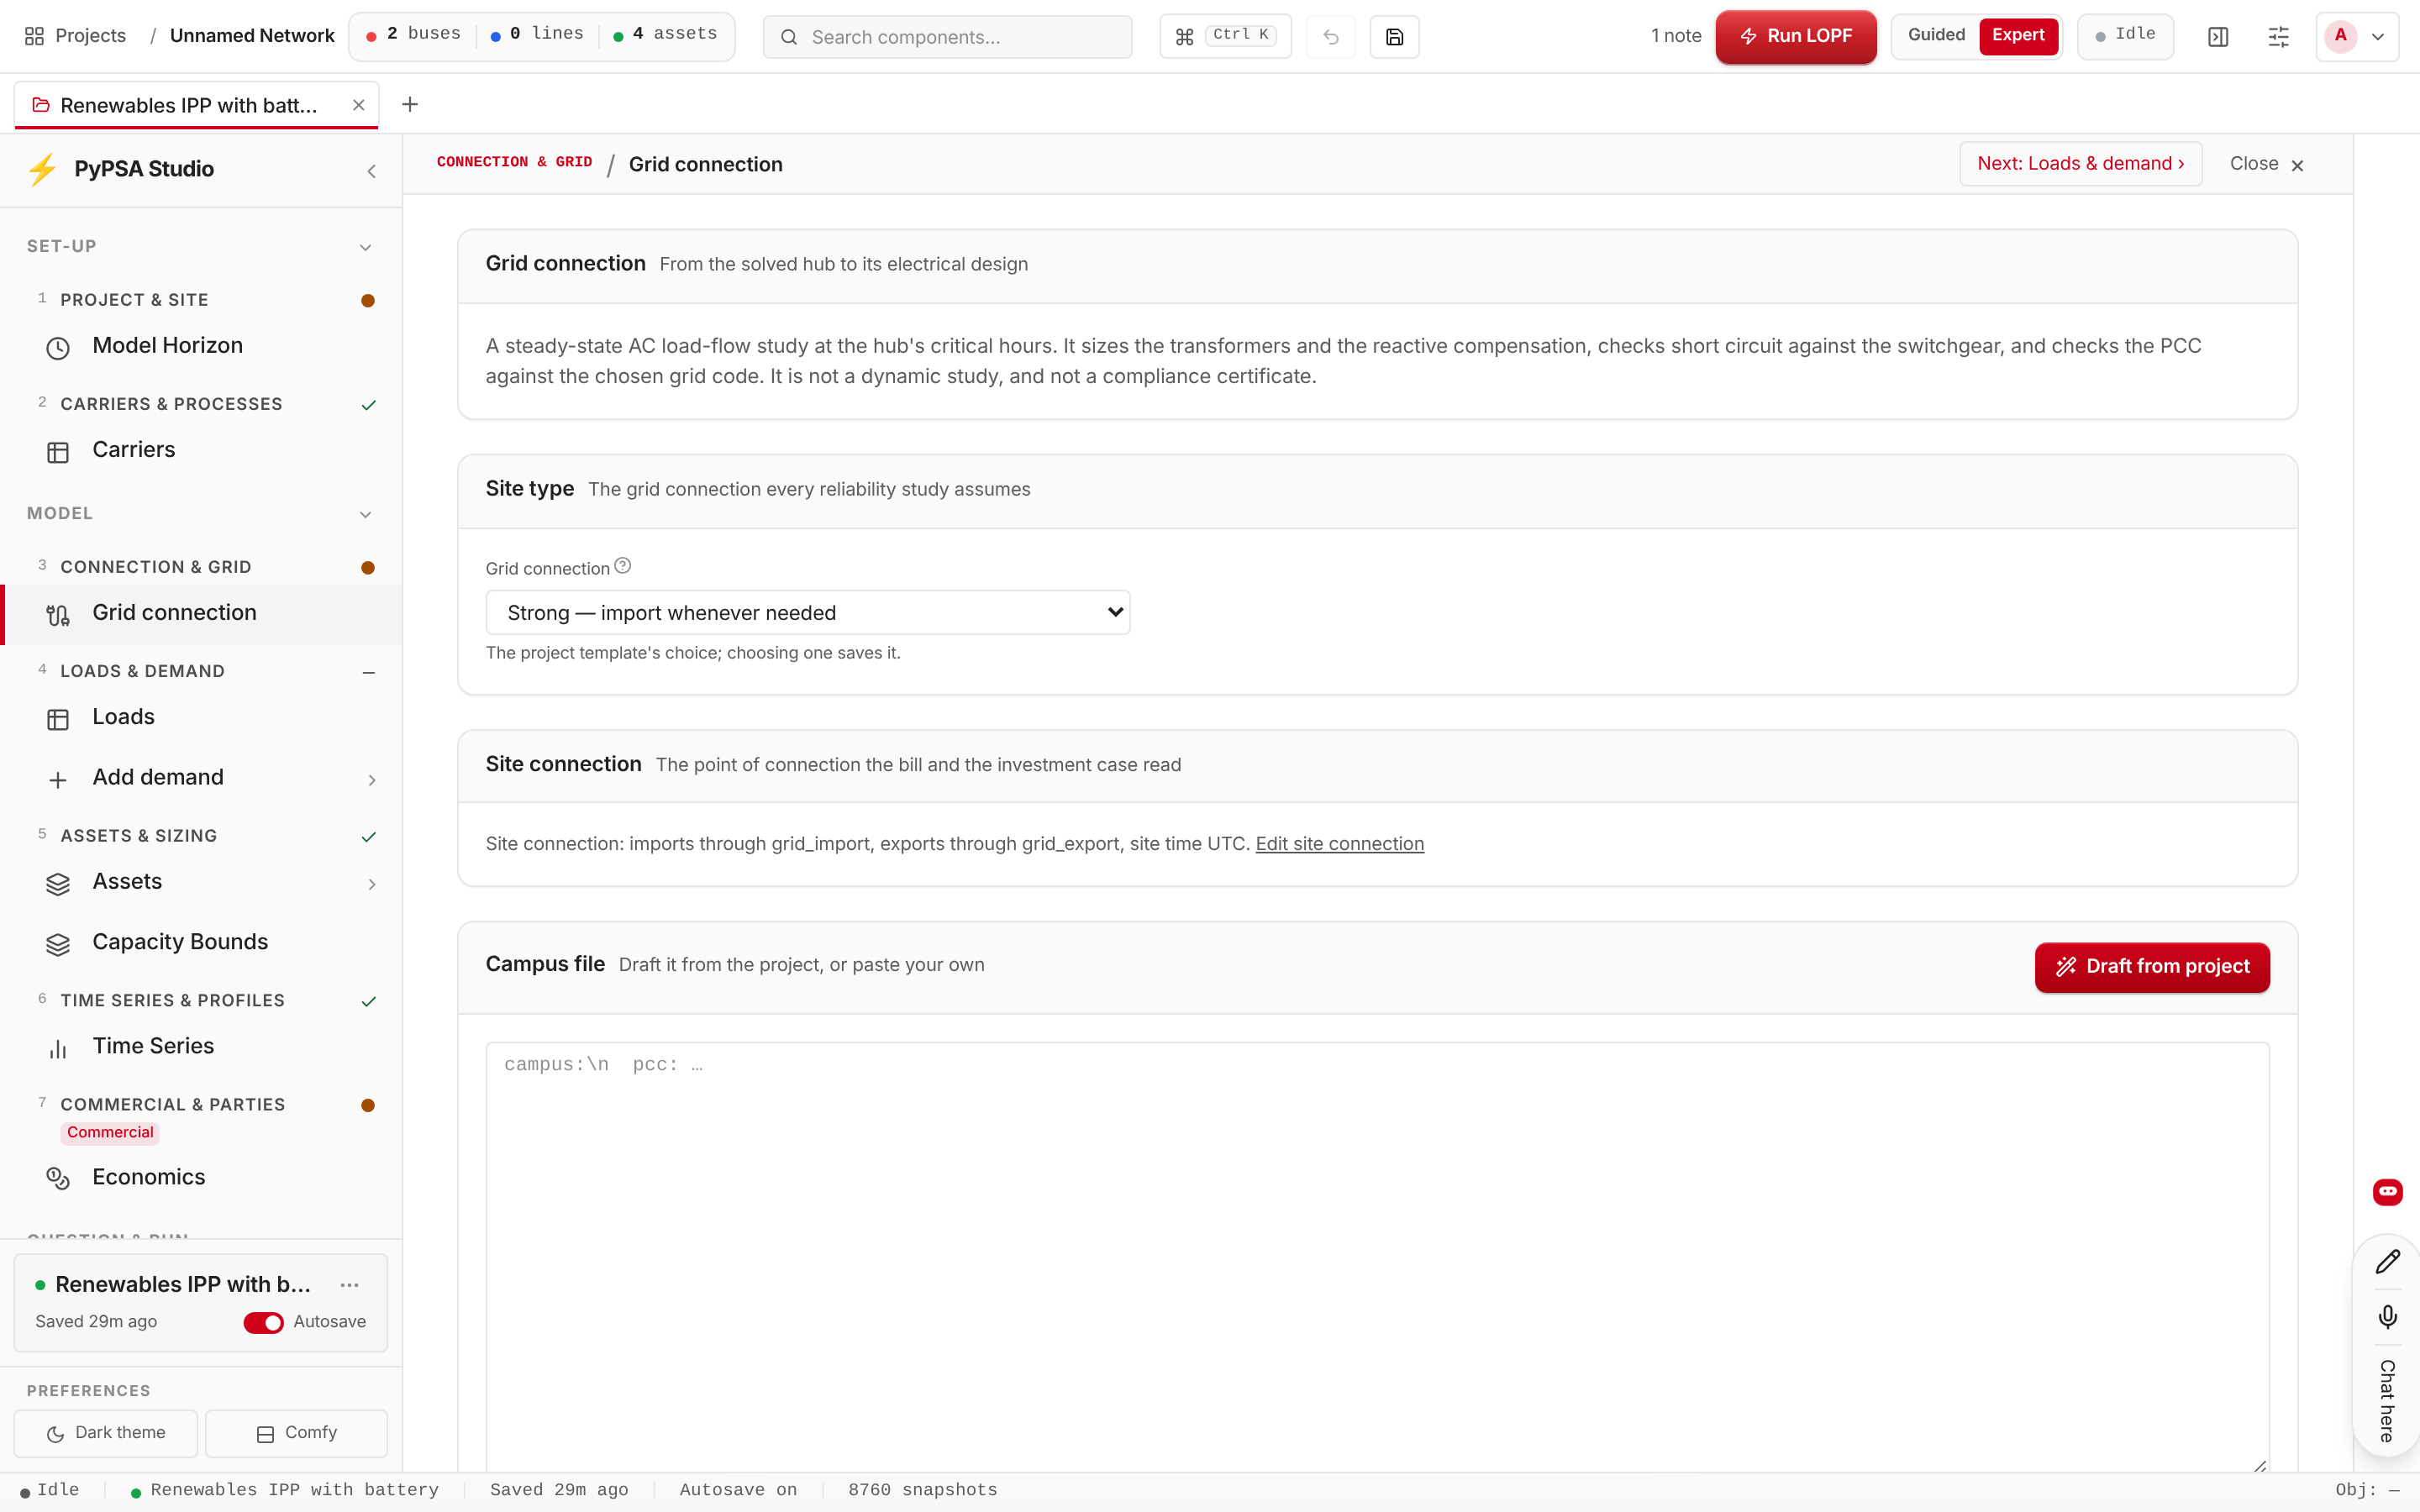 Projects / Unnamed Network
2 buses
0 lines
4 assets
Search components...
Ctrl K
1 note
Run LOPF
Guided
Expert
Idle
A
Renewables IPP with batt...
PyPSA Studio
CONNECTION & GRID / Grid connection
Next: Loads & demand ›
Close
SET-UP
1 PROJECT & SITE
Model Horizon
2 CARRIERS & PROCESSES
Carriers
MODEL
3 CONNECTION & GRID
Grid connection
4 LOADS & DEMAND
Loads
Add demand
5 ASSETS & SIZING
Assets
Capacity Bounds
6 TIME SERIES & PROFILES
Time Series
7 COMMERCIAL & PARTIES
Commercial
Economics
QUESTION & RUN
Renewables IPP with b...
Saved 29m ago
Autosave
PREFERENCES
Dark theme
Comfy
Grid connection From the solved hub to its electrical design
A steady-state AC load-flow study at the hub's critical hours. It sizes the transformers and the reactive compensation, checks short circuit against the switchgear, and checks the PCC
against the chosen grid code. It is not a dynamic study, and not a compliance certificate.
Site type The grid connection every reliability study assumes
Grid connection
Strong — import whenever needed
The project template's choice; choosing one saves it.
Site connection The point of connection the bill and the investment case read
Site connection: imports through grid_import, exports through grid_export, site time UTC. Edit site connection
Campus file Draft it from the project, or paste your own
Draft from project
campus:\n  pcc: …
Chat here
Idle
Renewables IPP with battery
Saved 29m ago
Autosave on
8760 snapshots
Obj: —